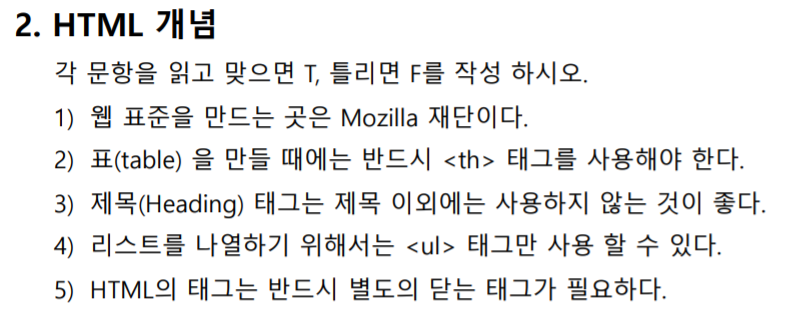 2. HTML 개념
각 문항을 읽고 맞으면 T, 틀리면 F를 작성 하시오.
1) 웹 표준을 만드는 곳은 Mozilla 재단이다.
2) 표(table) 을 만들 때에는 반드시 <th> 태그를 사용해야 한다.
3) 제목(Heading) 태그는 제목 이외에는 사용하지 않는 것이 좋다.
4) 리스트를 나열하기 위해서는 <ul> 태그만 사용 할 수 있다.
5) HTML의 태그는 반드시 별도의 닫는 태그가 필요하다.